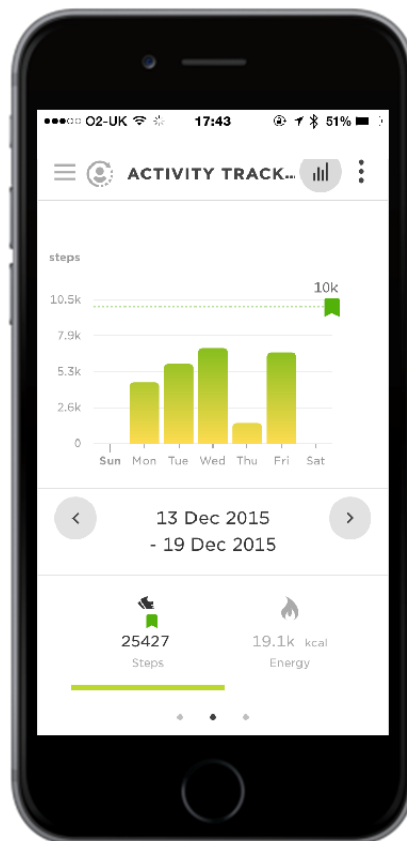 O2-UK 17:43 51%
ACTIVITY TRACK...
steps
10k
10.5k
7.9k
5.3k
2.6k
0
Sun Mon Tue Wed Thu Fri Sat
13 Dec 2015
- 19 Dec 2015
25427 19.1k kcal
Steps Energy